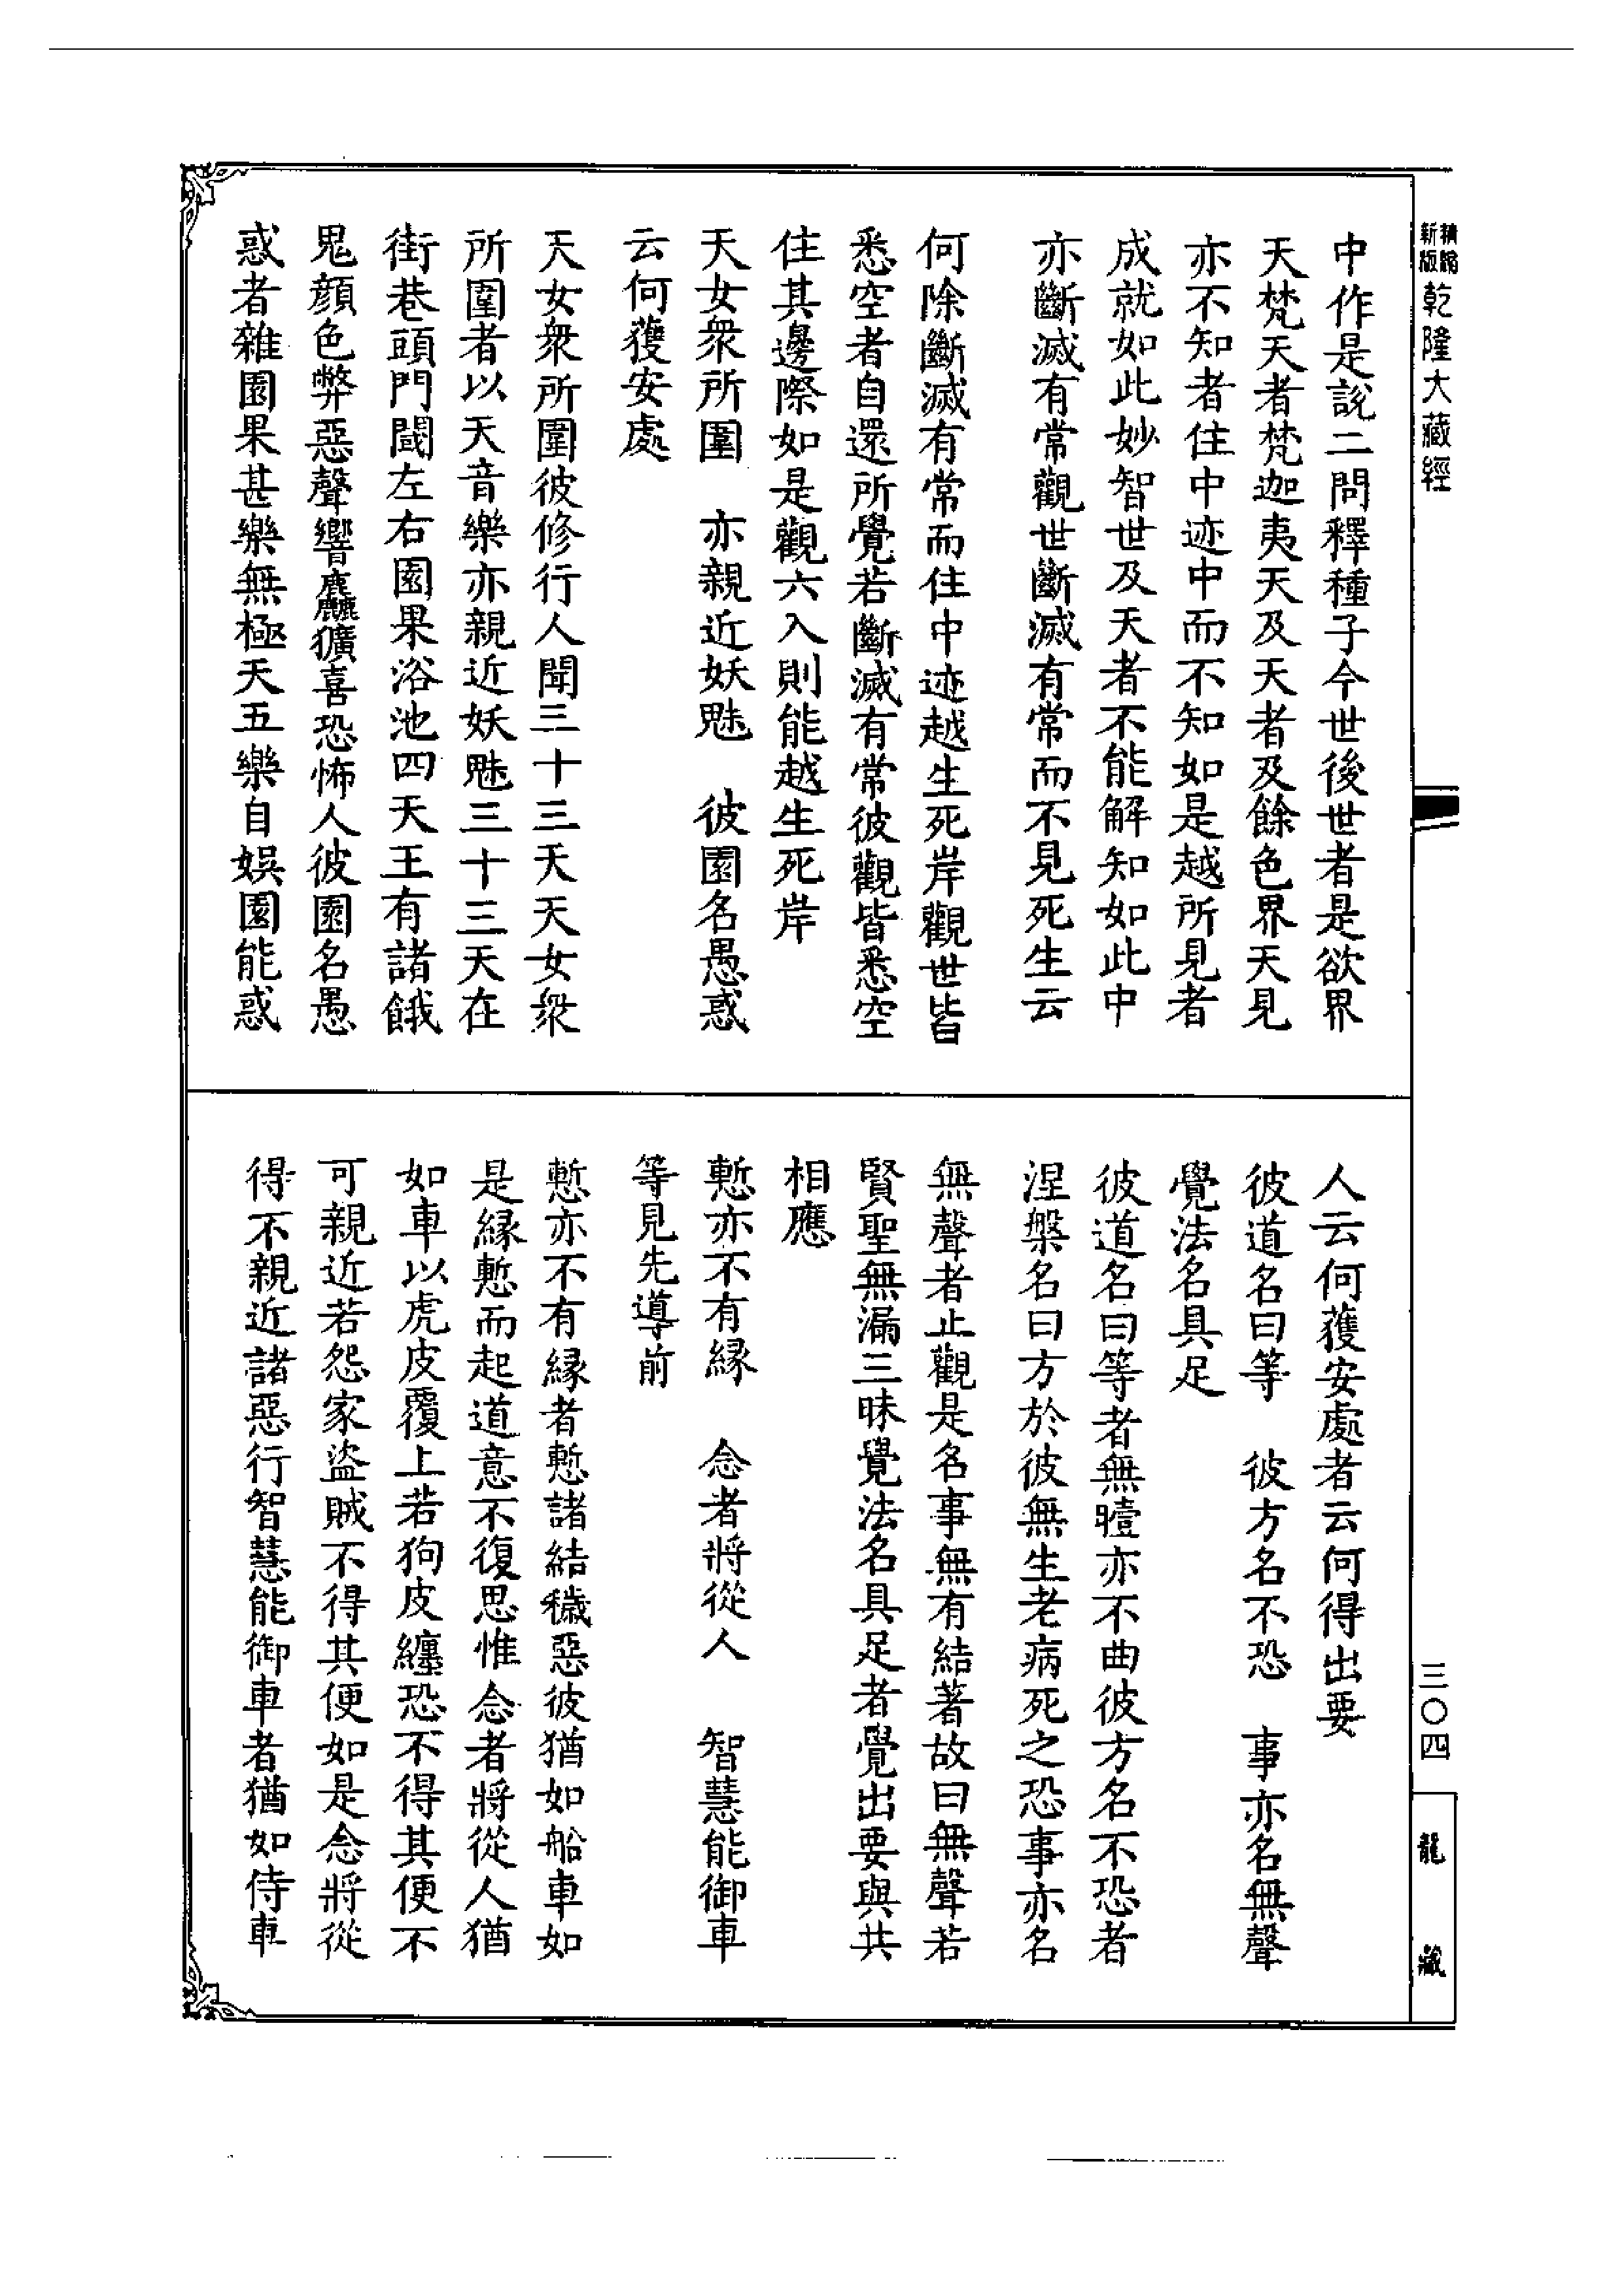 新版
乾隆大藏經
中作是說二問釋種子今世後世者是欲界
天梵天者梵迦夷天及天者及餘色界天見
亦不知者住中迹中而不知如是越所見者
成就如此妙智世及天者不能解知如此中
亦斷滅有常觀世斷滅有常而不見死生云
何除斷滅有常而住中迹越生死岸觀世皆
悉空者自還所覺若斷滅有常彼觀皆悉空
住其邊際如是觀六入則能越生死岸
天女衆所圍　亦親近妖魅　彼園名愚惑
云何獲安處
天女衆所圍彼修行人聞三十三天天女衆
所圍者以天音樂亦親近妖魅三十三天在
街巷頭門閾左右園果浴池四天王有諸餓
鬼顏色弊惡聲響麤獷喜恐怖人彼園名愚
惑者雜園果甚樂無極天五樂自娛園能惑
人云何獲安處者云何得出要
彼道名曰等　彼方名不恐　事亦名無聲
覺法名具足
彼道名曰等者無曀亦不曲彼方名不恐者
涅槃名曰方於彼無生老病死之恐事亦名
無聲者止觀是名事無有結著故曰無聲若
賢聖無漏三昧覺法名具足者覺出要與共
相應
慙亦不有緣　念者將從人　智慧能御車
等見先導前
慙亦不有緣者慙諸結穢惡彼猶如船車如
是緣慙而起道意不復思惟念者將從人猶
如車以虎皮覆上若狗皮纏恐不得其便不
可親近若怨家盜賊不得其便如是念將從
得不親近諸惡行智慧能御車者猶如侍車
三〇四
龍藏